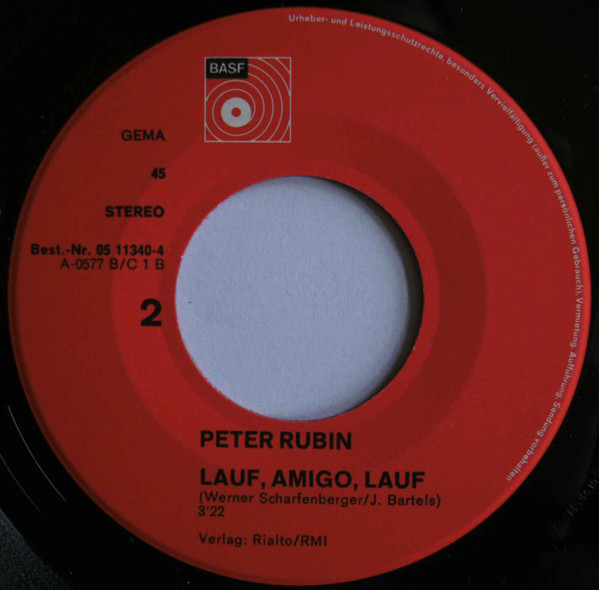 Urheber- und Leistungsschutzrechte, besonders Vervielfältigung (außer zum persönlichen Gebrauch), Vermietung, Aufführung, Sendung vorbehalten
BASF
GEMA
45
STEREO
Best.-Nr. 05 11340-4
A-0577 B/C 1 B
2
PETER RUBIN
LAUF, AMIGO, LAUF
(Werner Scharfenberger/J. Bartels)
3'22
Verlag: Rialto/RMI